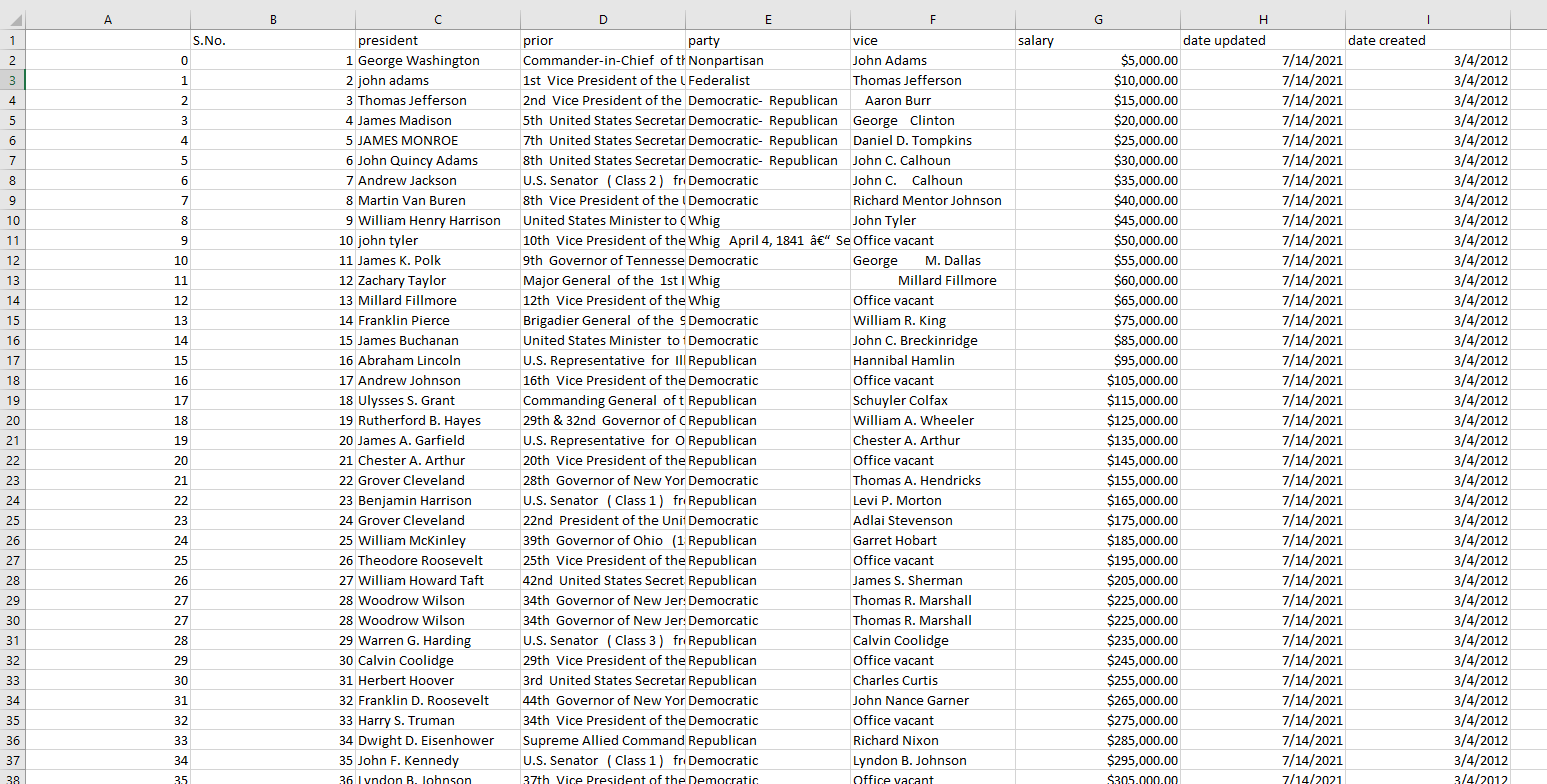 A B C D E F G H I
1 S.No. president prior party vice salary date updated date created
2 0 1 George Washington Commander-in-Chief of th Nonpartisan John Adams $5,000.00 7/14/2021 3/4/2012
3 1 2 john adams 1st Vice President of the U Federalist Thomas Jefferson $10,000.00 7/14/2021 3/4/2012
4 2 3 Thomas Jefferson 2nd Vice President of the Democratic- Republican Aaron Burr $15,000.00 7/14/2021 3/4/2012
5 3 4 James Madison 5th United States Secretar Democratic- Republican George Clinton $20,000.00 7/14/2021 3/4/2012
6 4 5 JAMES MONROE 7th United States Secretar Democratic- Republican Daniel D. Tompkins $25,000.00 7/14/2021 3/4/2012
7 5 6 John Quincy Adams 8th United States Secretar Democratic- Republican John C. Calhoun $30,000.00 7/14/2021 3/4/2012
8 6 7 Andrew Jackson U.S. Senator ( Class 2 ) fr Democratic John C. Calhoun $35,000.00 7/14/2021 3/4/2012
9 7 8 Martin Van Buren 8th Vice President of the U Democratic Richard Mentor Johnson $40,000.00 7/14/2021 3/4/2012
10 8 9 William Henry Harrison United States Minister to C Whig John Tyler $45,000.00 7/14/2021 3/4/2012
11 9 10 john tyler 10th Vice President of the Whig April 4, 1841 â€“ Se Office vacant $50,000.00 7/14/2021 3/4/2012
12 10 11 James K. Polk 9th Governor of Tennesse Democratic George M. Dallas $55,000.00 7/14/2021 3/4/2012
13 11 12 Zachary Taylor Major General of the 1st I Whig Millard Fillmore $60,000.00 7/14/2021 3/4/2012
14 12 13 Millard Fillmore 12th Vice President of the Whig Office vacant $65,000.00 7/14/2021 3/4/2012
15 13 14 Franklin Pierce Brigadier General of the 9 Democratic William R. King $75,000.00 7/14/2021 3/4/2012
16 14 15 James Buchanan United States Minister to Democratic John C. Breckinridge $85,000.00 7/14/2021 3/4/2012
17 15 16 Abraham Lincoln U.S. Representative for Ill Republican Hannibal Hamlin $95,000.00 7/14/2021 3/4/2012
18 16 17 Andrew Johnson 16th Vice President of the Democratic Office vacant $105,000.00 7/14/2021 3/4/2012
19 17 18 Ulysses S. Grant Commanding General of t Republican Schuyler Colfax $115,000.00 7/14/2021 3/4/2012
20 18 19 Rutherford B. Hayes 29th & 32nd Governor of C Republican William A. Wheeler $125,000.00 7/14/2021 3/4/2012
21 19 20 James A. Garfield U.S. Representative for O Republican Chester A. Arthur $135,000.00 7/14/2021 3/4/2012
22 20 21 Chester A. Arthur 20th Vice President of the Republican Office vacant $145,000.00 7/14/2021 3/4/2012
23 21 22 Grover Cleveland 28th Governor of New Yor Democratic Thomas A. Hendricks $155,000.00 7/14/2021 3/4/2012
24 22 23 Benjamin Harrison U.S. Senator ( Class 1 ) fr Republican Levi P. Morton $165,000.00 7/14/2021 3/4/2012
25 23 24 Grover Cleveland 22nd President of the Unit Democratic Adlai Stevenson $175,000.00 7/14/2021 3/4/2012
26 24 25 William McKinley 39th Governor of Ohio (1 Republican Garret Hobart $185,000.00 7/14/2021 3/4/2012
27 25 26 Theodore Roosevelt 25th Vice President of the Republican Office vacant $195,000.00 7/14/2021 3/4/2012
28 26 27 William Howard Taft 42nd United States Secret Republican James S. Sherman $205,000.00 7/14/2021 3/4/2012
29 27 28 Woodrow Wilson 34th Governor of New Jer Democratic Thomas R. Marshall $225,000.00 7/14/2021 3/4/2012
30 27 28 Woodrow Wilson 34th Governor of New Jer Democratic Thomas R. Marshall $225,000.00 7/14/2021 3/4/2012
31 28 29 Warren G. Harding U.S. Senator ( Class 3 ) fr Republican Calvin Coolidge $235,000.00 7/14/2021 3/4/2012
32 29 30 Calvin Coolidge 29th Vice President of the Republican Office vacant $245,000.00 7/14/2021 3/4/2012
33 30 31 Herbert Hoover 3rd United States Secretar Republican Charles Curtis $255,000.00 7/14/2021 3/4/2012
34 31 32 Franklin D. Roosevelt 44th Governor of New Yor Democratic John Nance Garner $265,000.00 7/14/2021 3/4/2012
35 32 33 Harry S. Truman 34th Vice President of the Democratic Office vacant $275,000.00 7/14/2021 3/4/2012
36 33 34 Dwight D. Eisenhower Supreme Allied Command Republican Richard Nixon $285,000.00 7/14/2021 3/4/2012
37 34 35 John F. Kennedy U.S. Senator ( Class 1 ) fr Democratic Lyndon B. Johnson $295,000.00 7/14/2021 3/4/2012
38 35 36 Lyndon B. Johnson 37th Vice President of the Democratic Office vacant $305,000.00 7/14/2021 3/4/2012